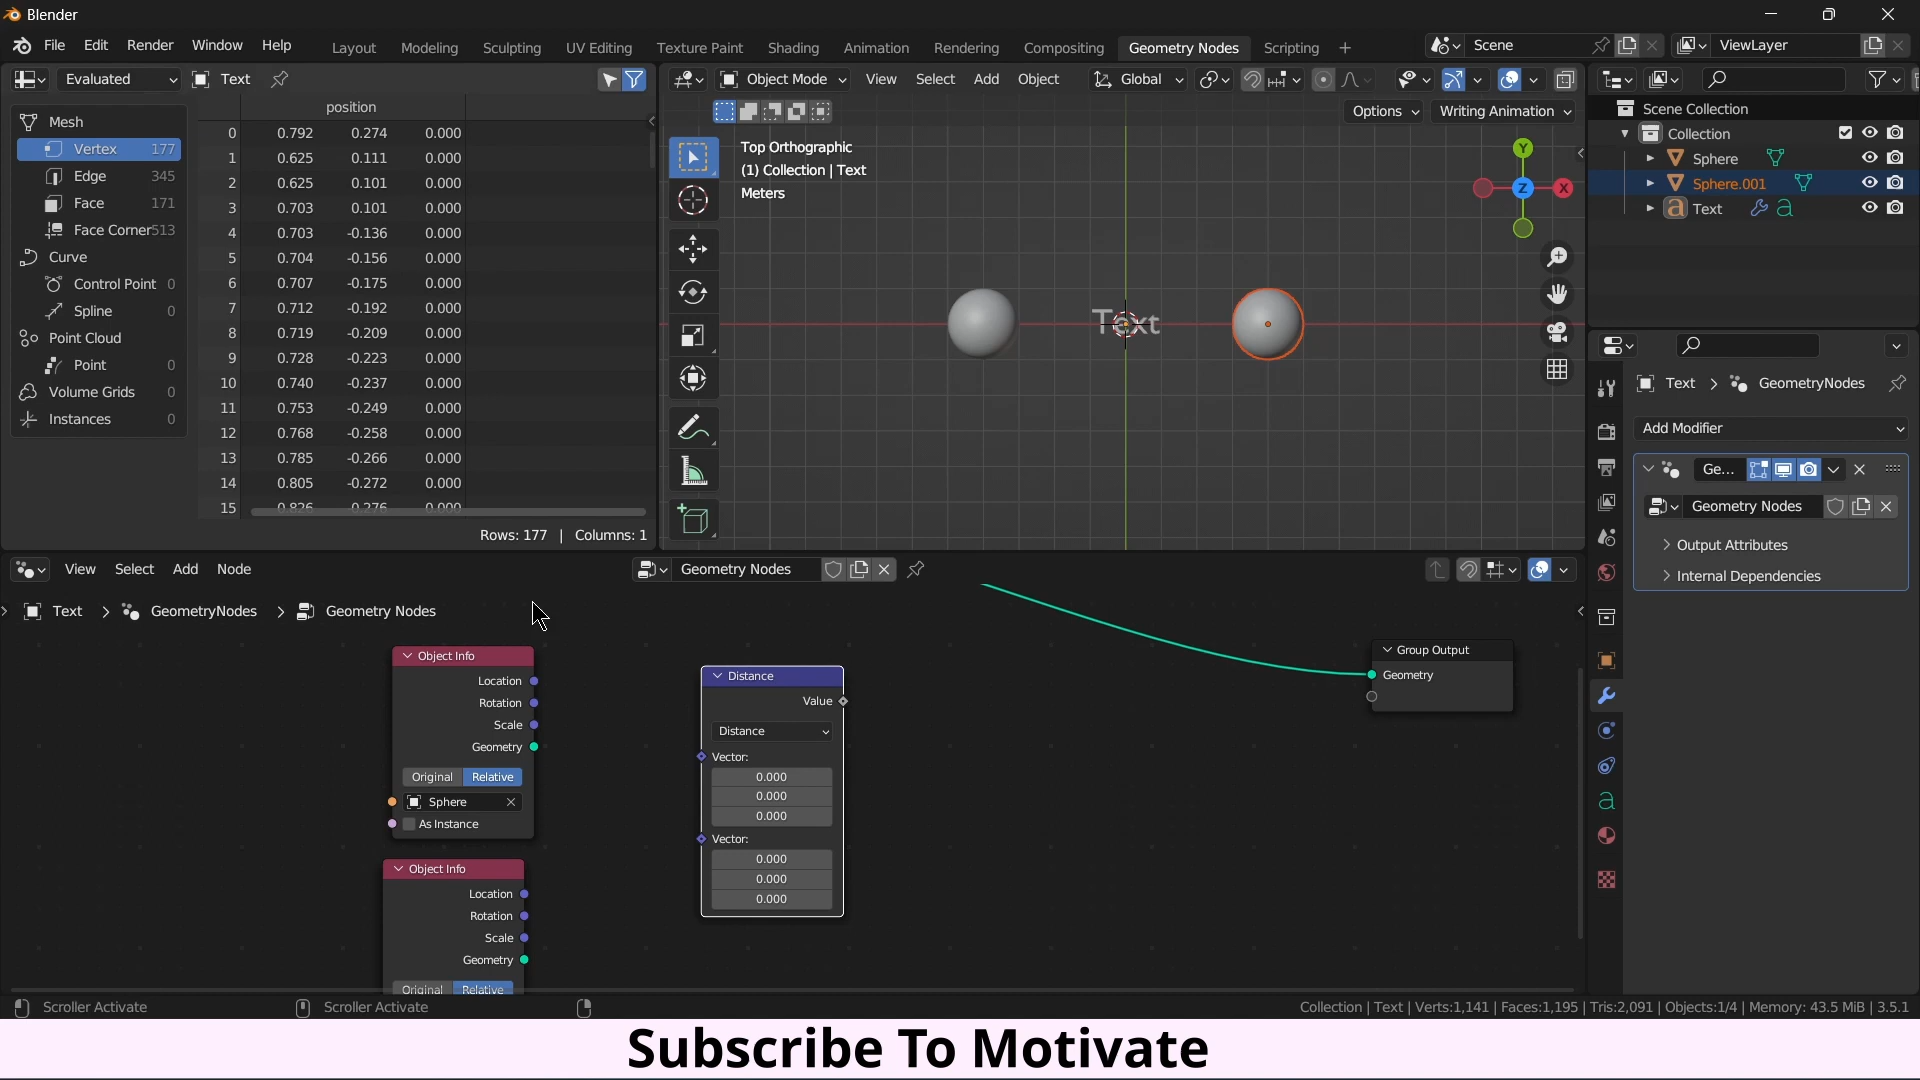 Blender
File Edit Render Window Help
Layout Modeling Sculpting UV Editing Texture Paint Shading Animation Rendering Compositing Geometry Nodes Scripting +
Scene
ViewLayer
Evaluated
Text
Object Mode View Select Add Object Global
Options Writing Animation
position
Mesh
Vertex 177
Edge 345
Face 171
Face Corner 513
Curve
Control Point 0
Spline 0
Point Cloud
Point 0
Volume Grids 0
Instances 0
0 0.792 0.274 0.000
1 0.625 0.111 0.000
2 0.625 0.101 0.000
3 0.703 0.101 0.000
4 0.703 -0.136 0.000
5 0.704 -0.156 0.000
6 0.707 -0.175 0.000
7 0.712 -0.192 0.000
8 0.719 -0.209 0.000
9 0.728 -0.223 0.000
10 0.740 -0.237 0.000
11 0.753 -0.249 0.000
12 0.768 -0.258 0.000
13 0.785 -0.266 0.000
14 0.805 -0.272 0.000
15 0.826 -0.276 0.000
Rows: 177 | Columns: 1
Top Orthographic
(1) Collection | Text
Meters
Text
Y
Z
X
Scene Collection
Collection
Sphere
Sphere.001
Text
Text > GeometryNodes
Add Modifier
Ge...
Geometry Nodes
> Output Attributes
> Internal Dependencies
View Select Add Node
Geometry Nodes
Text > GeometryNodes > Geometry Nodes
Object Info
Location
Rotation
Scale
Geometry
Original Relative
Sphere
As Instance
Object Info
Location
Rotation
Scale
Geometry
Original Relative
Distance
Value
Distance
Vector:
0.000
0.000
0.000
Vector:
0.000
0.000
0.000
Group Output
Geometry
Scroller Activate
Scroller Activate
Collection | Text | Verts:1,141 | Faces:1,195 | Tris:2,091 | Objects:1/4 | Memory: 43.5 MiB | 3.5.1
Subscribe To Motivate